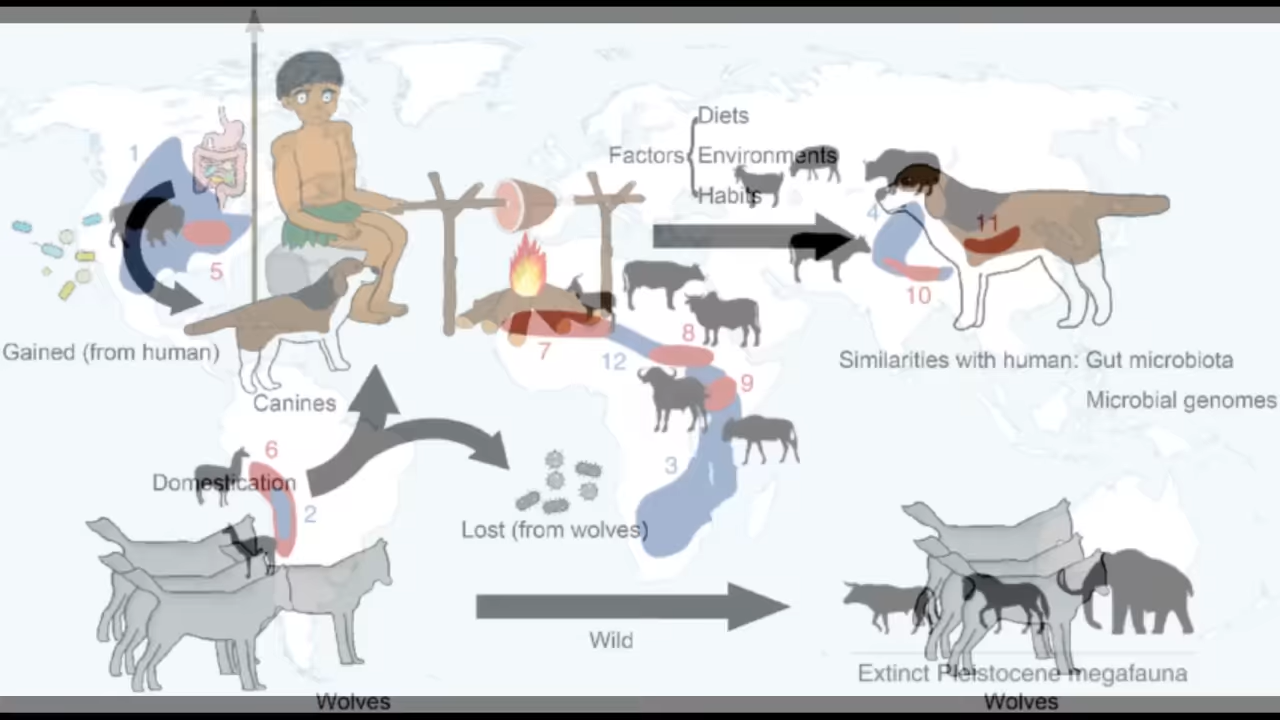 Diets
Factors
Environments
Habits
1
4
11
5
10
7
8
12
9
Gained (from human)
Similarities with human: Gut microbiota
Microbial genomes
Canines
6
3
Domestication
2
Lost (from wolves)
Wild
Extinct Pleistocene megafauna
Wolves
Wolves